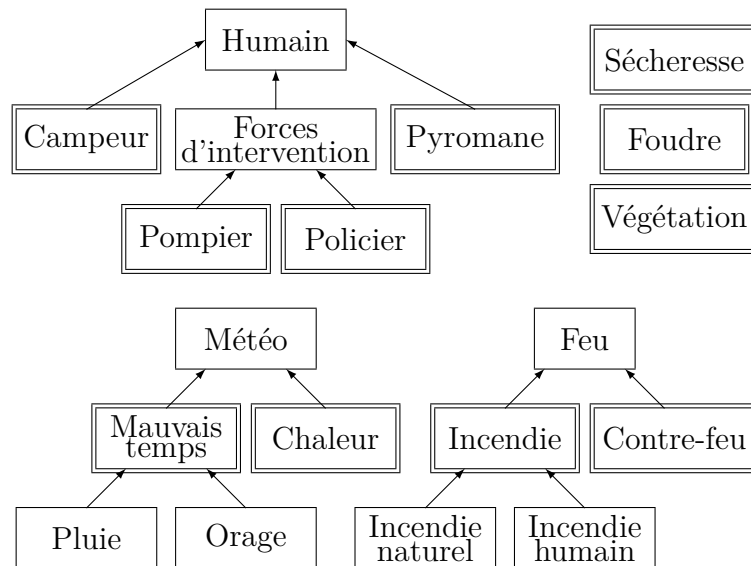 Humain
Sécheresse
Campeur
Forces
d'intervention
Pyromane
Foudre
Pompier
Policier
Végétation
Météo
Feu
Mauvais
temps
Chaleur
Incendie
Contre-feu
Pluie
Orage
Incendie
naturel
Incendie
humain